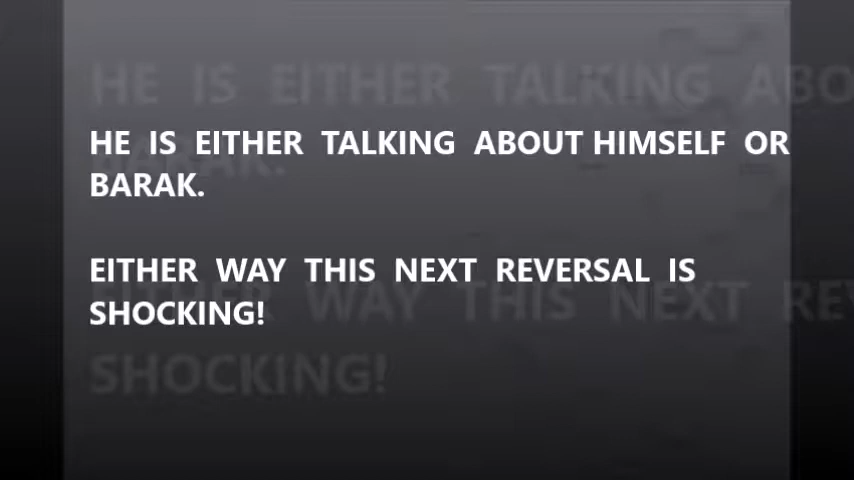 HE IS EITHER TALKING ABOUT HIMSELF OR
BARAK.
EITHER WAY THIS NEXT REVERSAL IS
SHOCKING!